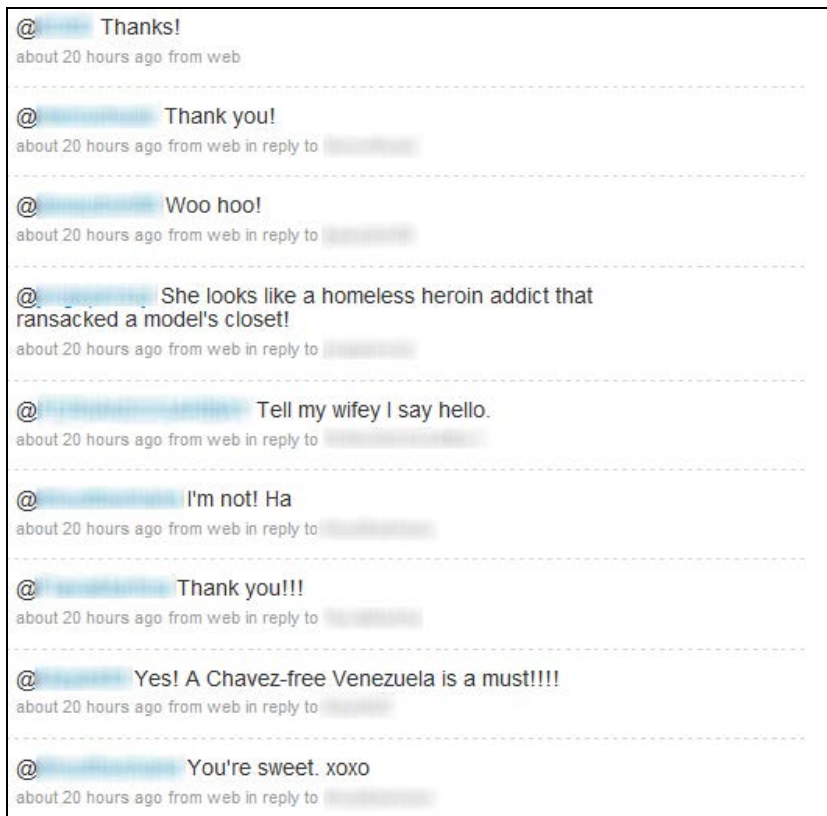 @ Thanks!
about 20 hours ago from web
@ Thank you!
about 20 hours ago from web in reply to
@ Woo hoo!
about 20 hours ago from web in reply to
@ She looks like a homeless heroin addict that
ransacked a model's closet!
about 20 hours ago from web in reply to
@ Tell my wifey I say hello.
about 20 hours ago from web in reply to
@ I'm not! Ha
about 20 hours ago from web in reply to
@ Thank you!!!
about 20 hours ago from web in reply to
@ Yes! A Chavez-free Venezuela is a must!!!!
about 20 hours ago from web in reply to
@ You're sweet. xoxo
about 20 hours ago from web in reply to